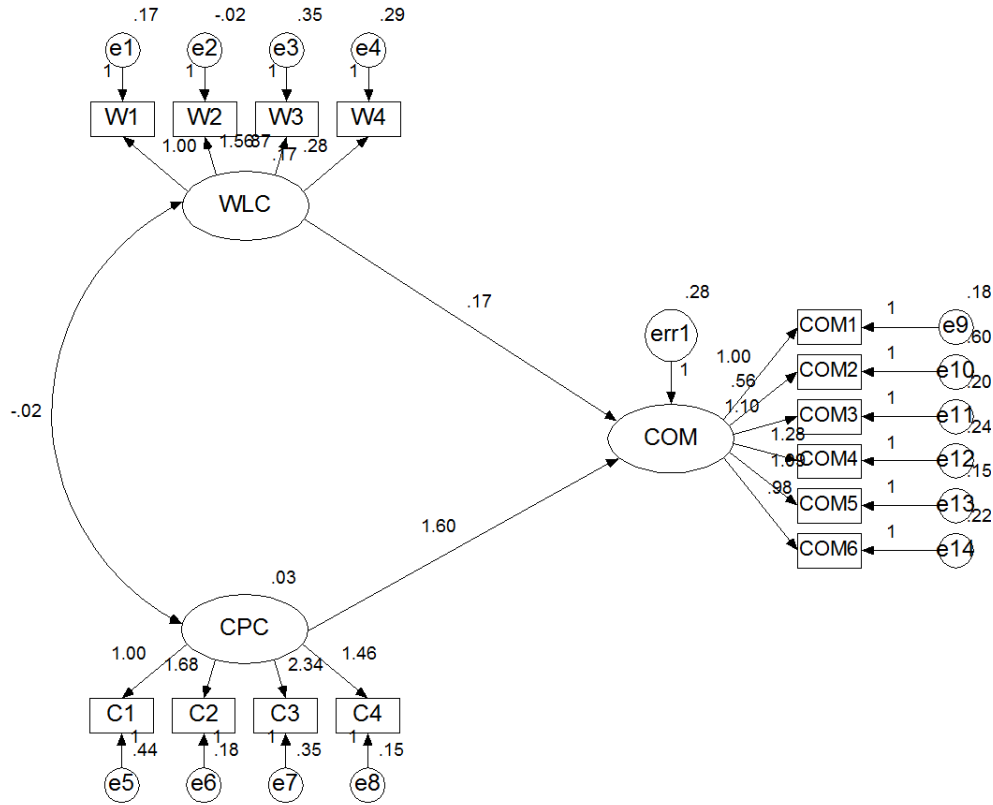 .17 -.02 .35 .29
e1 e2 e3 e4
1 1 1 1
W1 W2 W3 W4
1.00 1.56 .37 .28
.17
WLC
.17
-.02
.28
err1
1
COM
1.00
.56
1.10
1.28
.98
COM1 1 e9 .18
COM2 1 e10 .60
COM3 1 e11 .20
COM4 1 e12 .24
COM5 1 e13 .15
COM6 1 e14 .22
1.60
.03
CPC
1.00 1.68 2.34 1.46
C1 C2 C3 C4
1 1 1 1
.44 .18 .35 .15
e5 e6 e7 e8